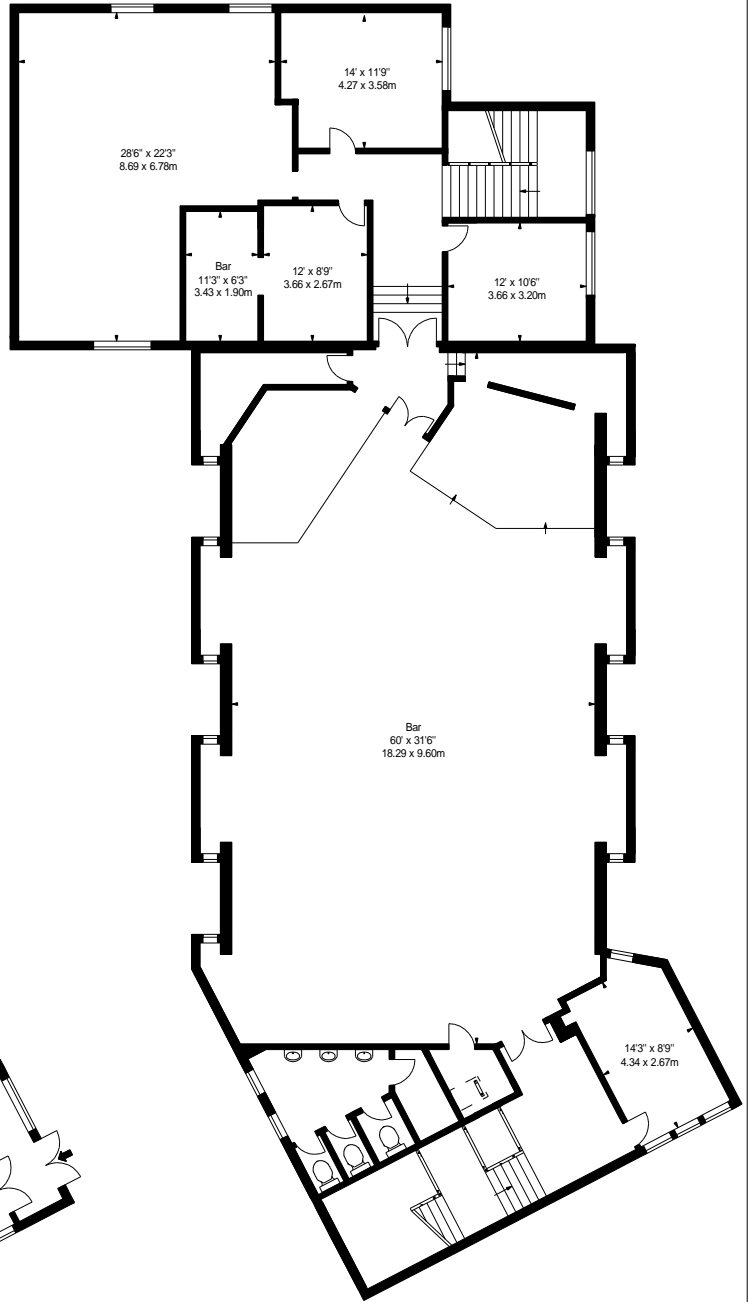 14' x 11'9"
4.27 x 3.58m
28'6" x 22'3"
8.69 x 6.78m
Bar
11'3" x 6'3"
3.43 x 1.90m
12' x 8'9"
3.66 x 2.67m
12' x 10'6"
3.66 x 3.20m
Bar
60' x 31'6"
18.29 x 9.60m
14'3" x 8'9"
4.34 x 2.67m